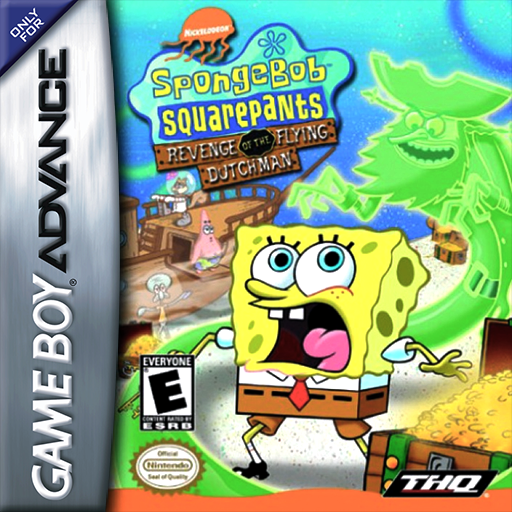 ONLY
FOR
GAME BOY ADVANCE
NICKELODEON
SpongeBob
SQUAREPANTS
REVENGE OF THE FLYING
DUTCHMAN
EVERYONE
E
CONTENT RATED BY
ESRB
Official
Nintendo
Seal of Quality
THQ